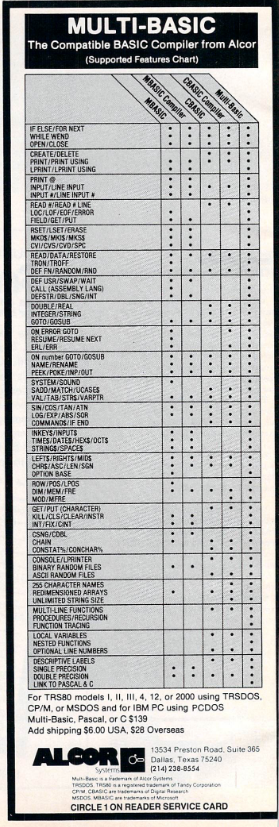 MULTI-BASIC
The Compatible BASIC Compiler from Alcor
(Supported Features Chart)
MBASIC
MBASIC Compiler
CBASIC
CBASIC Compiler
Multi-Basic
IF ELSE/FOR NEXT
WHILE WEND
OPEN/CLOSE
CREATE/DELETE
PRINT/PRINT USING
LPRINT/LPRINT USING
PRINT @
INPUT/LINE INPUT
INPUT #/LINE INPUT #
READ #/READ # LINE
LOC/LOF/EOF/ERROR
FIELD/GET/PUT
RSET/LSET/ERASE
MKD$/MKI$/MKS$
CVI/CVS/CVD/SPC
READ/DATA/RESTORE
TRON/TROFF
DEF FN/RANDOM/RND
DEF USR/SWAP/WAIT
CALL (ASSEMBLY LANG)
DEFSTR/DBL/SNG/INT
DOUBLE/REAL
INTEGER/STRING
GOTO/GOSUB
ON ERROR GOTO
RESUME/RESUME NEXT
ERL/ERR
ON number GOTO/GOSUB
NAME/RENAME
PEEK/POKE/INP/OUT
SYSTEM/SOUND
SADD/MATCH/UCASE$
VAL/TAB/STR$/VARPTR
SIN/COS/TAN/ATN
LOG/EXP/ABS/SQR
COMMAND$/IF END
INKEY$/INPUT$
TIME$/DATE$/HEX$/OCT$
STRING$/SPACE$
LEFT$/RIGHT$/MID$
CHR$/ASC/LEN/SGN
OPTION BASE
ROW/POS/LPOS
DIM/MEM/FRE
MOD/MFRE
GET/PUT (CHARACTER)
KILL/CLS/CLEAR/INSTR
INT/FIX/CINT
CSNG/CDBL
CHAIN
CONSTAT%/CONCHAR%
CONSOLE/LPRINTER
BINARY RANDOM FILES
ASCII RANDOM FILES
255 CHARACTER NAMES
REDIMENSIONED ARRAYS
UNLIMITED STRING SIZE
MULTI-LINE FUNCTIONS
PROCEDURES/RECURSION
FUNCTION TRACING
LOCAL VARIABLES
NESTED FUNCTIONS
OPTIONAL LINE NUMBERS
DESCRIPTIVE LABELS
SINGLE PRECISION
DOUBLE PRECISION
LINK TO PASCAL & C
For TRS80 models I, II, III, 4, 12, or 2000 using TRSDOS,
CP/M, or MSDOS and for IBM PC using PCDOS
Multi-Basic, Pascal, or C $139
Add shipping $6.00 USA, $28 Overseas
ALCOR
Systems
13534 Preston Road, Suite 365
Dallas, Texas 75240
(214) 238-8554
Multi-Basic is a trademark of Alcor Systems
TRSDOS, TRS80 is a registered trademark of Tandy Corporation
CP/M, CBASIC are trademarks of Digital Research
MSDOS, MBASIC are trademarks of Microsoft
CIRCLE 1 ON READER SERVICE CARD